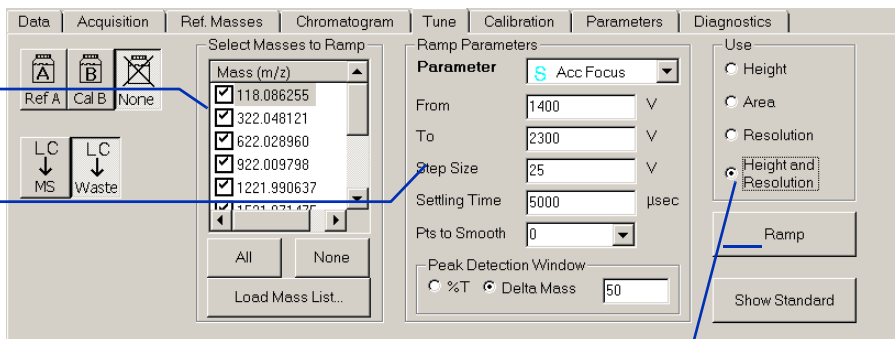 Data Acquisition Ref. Masses Chromatogram Tune Calibration Parameters Diagnostics
A B
Ref A Cal B None
LC LC
MS Waste
Select Masses to Ramp
Mass (m/z)
118.086255
322.048121
622.028960
922.009798
1221.990637
All None
Load Mass List...
Ramp Parameters
Parameter S Acc Focus
From 1400 V
To 2300 V
Step Size 25 V
Settling Time 5000 µsec
Pts to Smooth 0
Peak Detection Window
%T Delta Mass 50
Use
Height
Area
Resolution
Height and
Resolution
Ramp
Show Standard